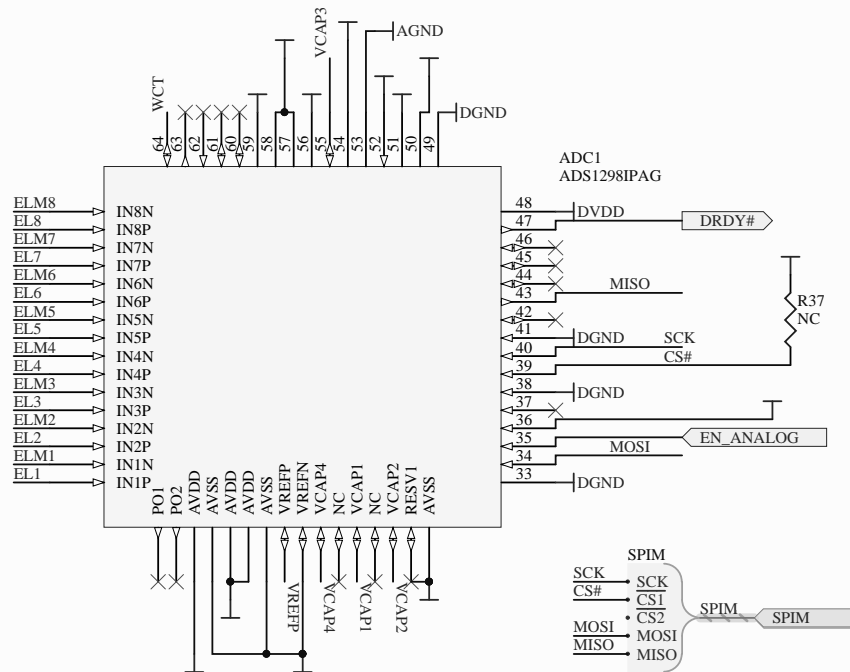 WCT
VCAP3
AGND
DGND
64
63
62
61
60
59
58
57
56
55
54
53
52
51
50
49
ADC1
ADS1298IPAG
ELM8 IN8N
EL8 IN8P
ELM7 IN7N
EL7 IN7P
ELM6 IN6N
EL6 IN6P
ELM5 IN5N
EL5 IN5P
ELM4 IN4N
EL4 IN4P
ELM3 IN3N
EL3 IN3P
ELM2 IN2N
EL2 IN2P
ELM1 IN1N
EL1 IN1P
48 DVDD
47 DRDY#
46
45
44
43 MISO
42
41 DGND
40 SCK
39 CS#
38 DGND
37
36
35 EN_ANALOG
34 MOSI
33 DGND
R37
NC
PO1
PO2
AVDD
AVSS
AVDD
AVDD
AVSS
VREFP
VREFN
VCAP4
NC
VCAP1
NC
VCAP2
RESV1
AVSS
VREFP
VCAP4
VCAP1
VCAP2
SPIM
SCK SCK
CS# CS1
CS2
MOSI MOSI
MISO MISO
SPIM
SPIM